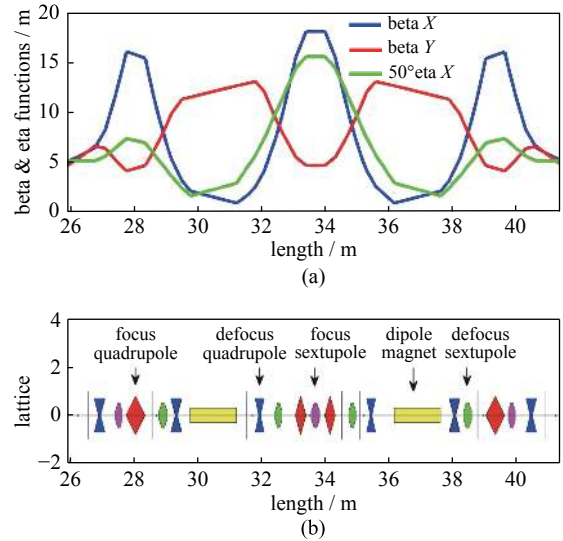 20
15
10
5
0
beta & eta functions / m
beta X
beta Y
50°eta X
26 28 30 32 34 36 38 40
length / m
(a)
4
2
0
−2
lattice
focus quadrupole
defocus quadrupole
focus sextupole
dipole magnet
defocus sextupole
26 28 30 32 34 36 38 40
length / m
(b)